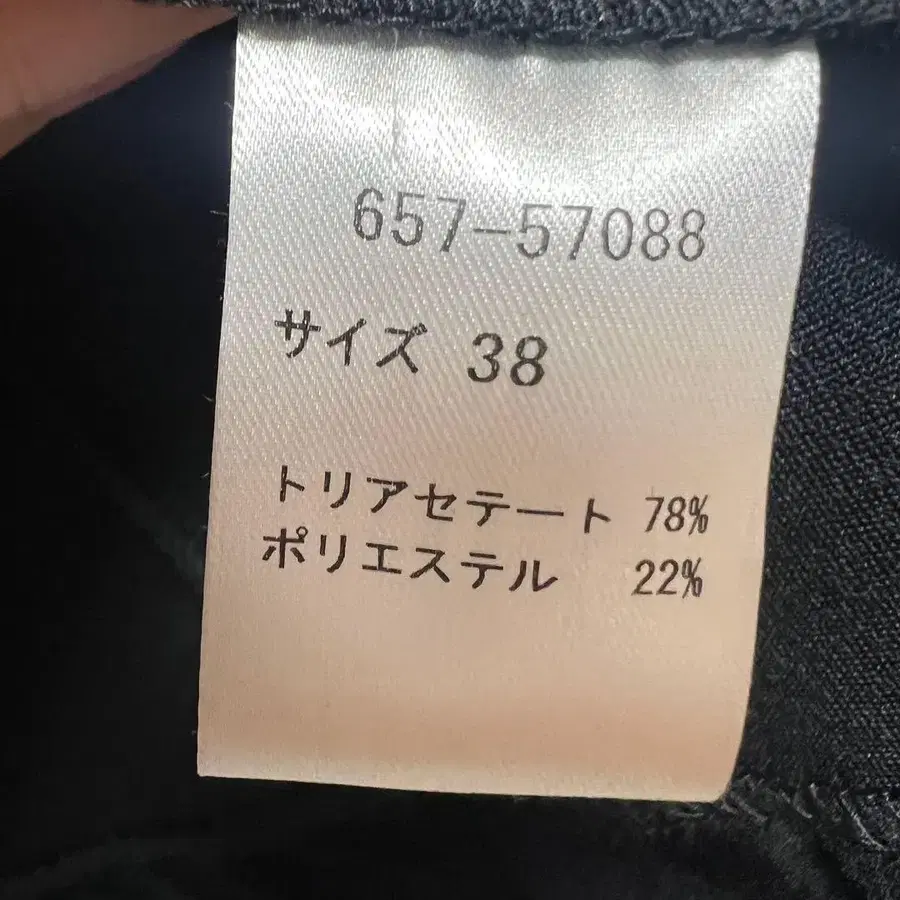 657-57088
サイズ 38
トリアセテート 78%
ポリエステル 22%